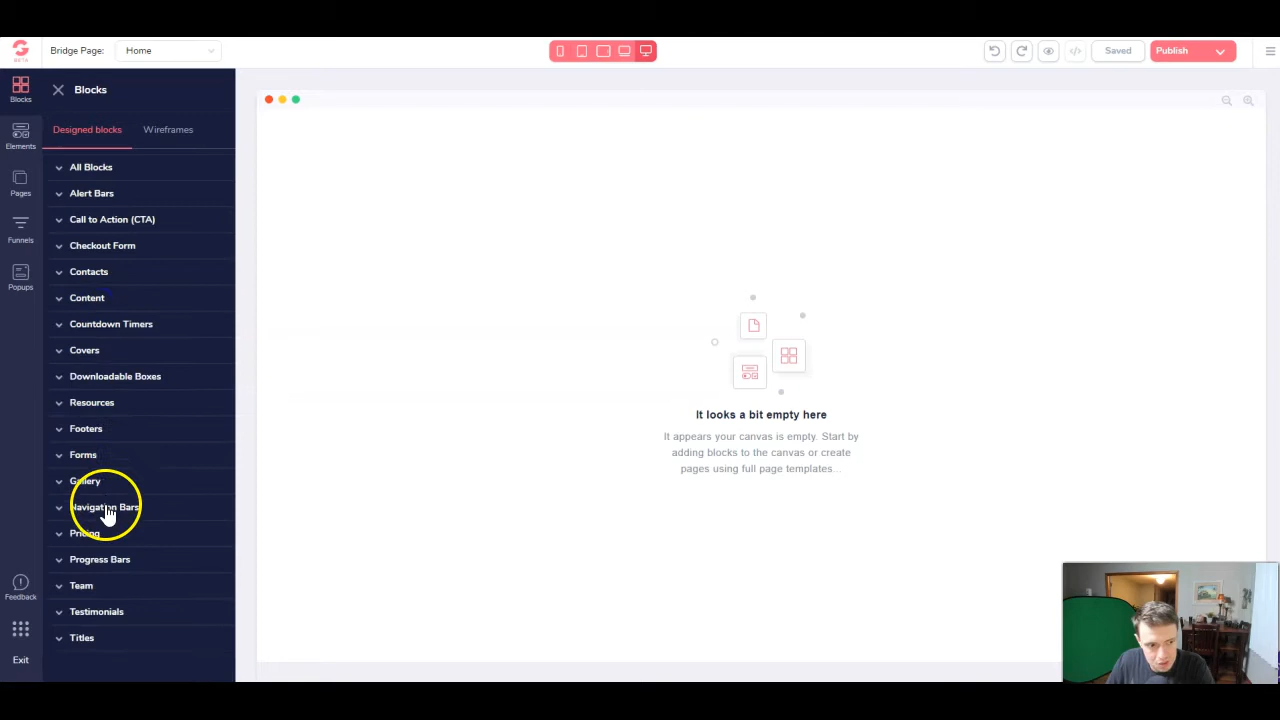 BETA
Bridge Page:
Home
Saved
Publish
Blocks
Elements
Pages
Funnels
Popups
Feedback
Exit
Blocks
Designed blocks
Wireframes
All Blocks
Alert Bars
Call to Action (CTA)
Checkout Form
Contacts
Content
Countdown Timers
Covers
Downloadable Boxes
Resources
Footers
Forms
Gallery
Navigation Bars
Pricing
Progress Bars
Team
Testimonials
Titles
It looks a bit empty here
It appears your canvas is empty. Start by
adding blocks to the canvas or create
pages using full page templates...